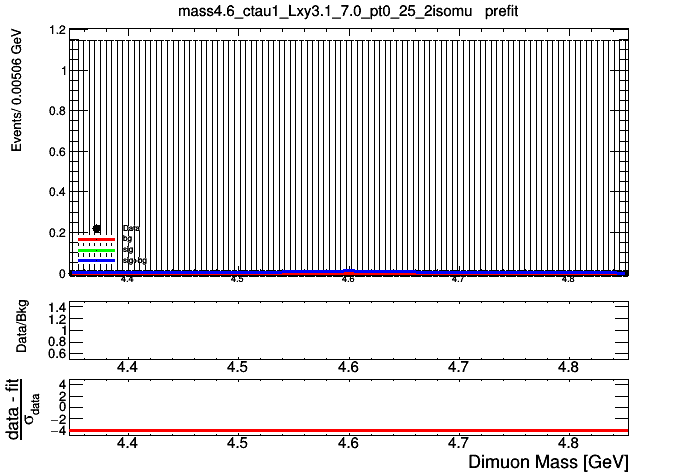 mass4.6_ctau1_Lxy3.1_7.0_pt0_25_2isomu prefit
Events/ 0.00506 GeV
1.2
1
0.8
0.6
0.4
0.2
0
Data
bg
sig
sig+bg
4.4 4.5 4.6 4.7 4.8
Data/Bkg
1.4
1.2
1
0.8
0.6
4.4 4.5 4.6 4.7 4.8
data - fit
σdata
4
2
0
−2
−4
4.4 4.5 4.6 4.7 4.8
Dimuon Mass [GeV]